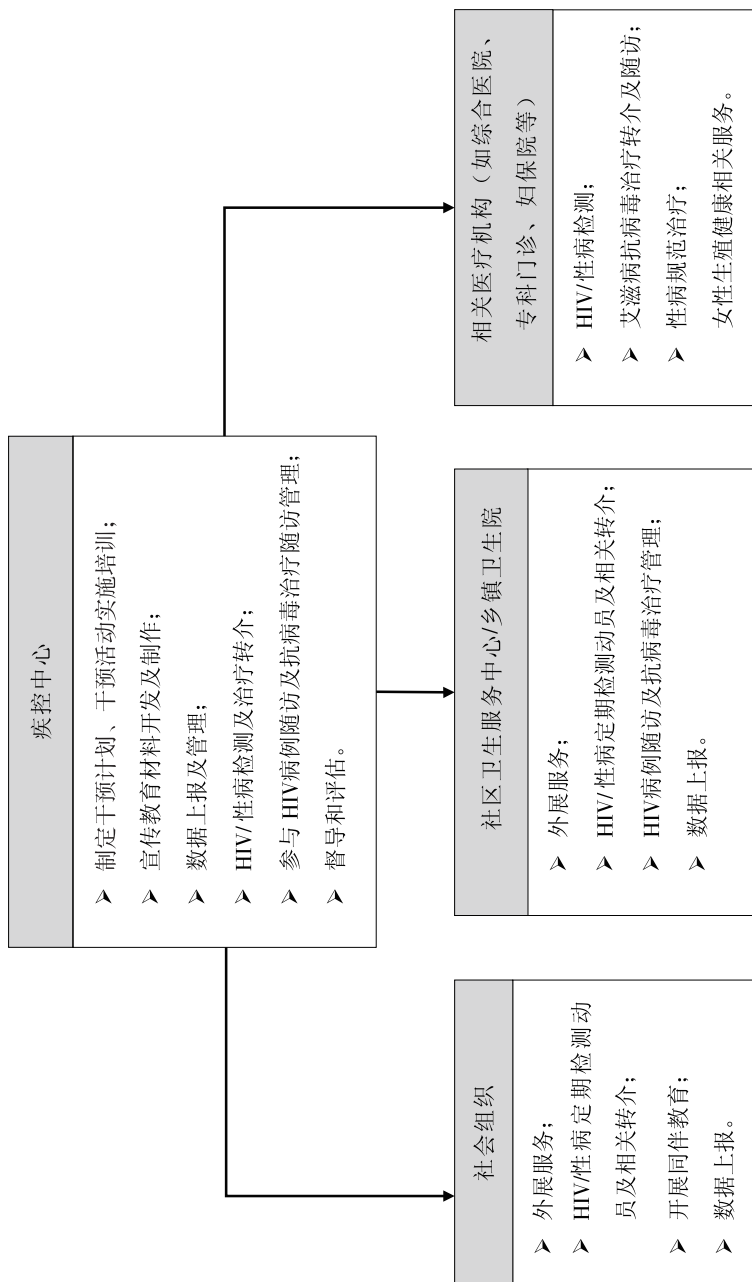 疾控中心
➢ 制定干预计划、干预活动实施培训；
➢ 宣传教育材料开发及制作；
➢ 数据上报及管理；
➢ HIV/性病检测及治疗转介；
➢ 参与HIV病例随访及抗病毒治疗随访管理；
➢ 督导和评估。
社会组织
➢ 外展服务；
➢ HIV/性病定期检测动
员及相关转介；
➢ 开展同伴教育；
➢ 数据上报。
社区卫生服务中心/乡镇卫生院
➢ 外展服务；
➢ HIV/性病定期检测动员及相关转介；
➢ HIV病例随访及抗病毒治疗管理；
➢ 数据上报。
相关医疗机构（如综合医院、
专科门诊、妇保院等）
➢ HIV/性病检测；
➢ 艾滋病抗病毒治疗转介及随访；
➢ 性病规范治疗；
女性生殖健康相关服务。